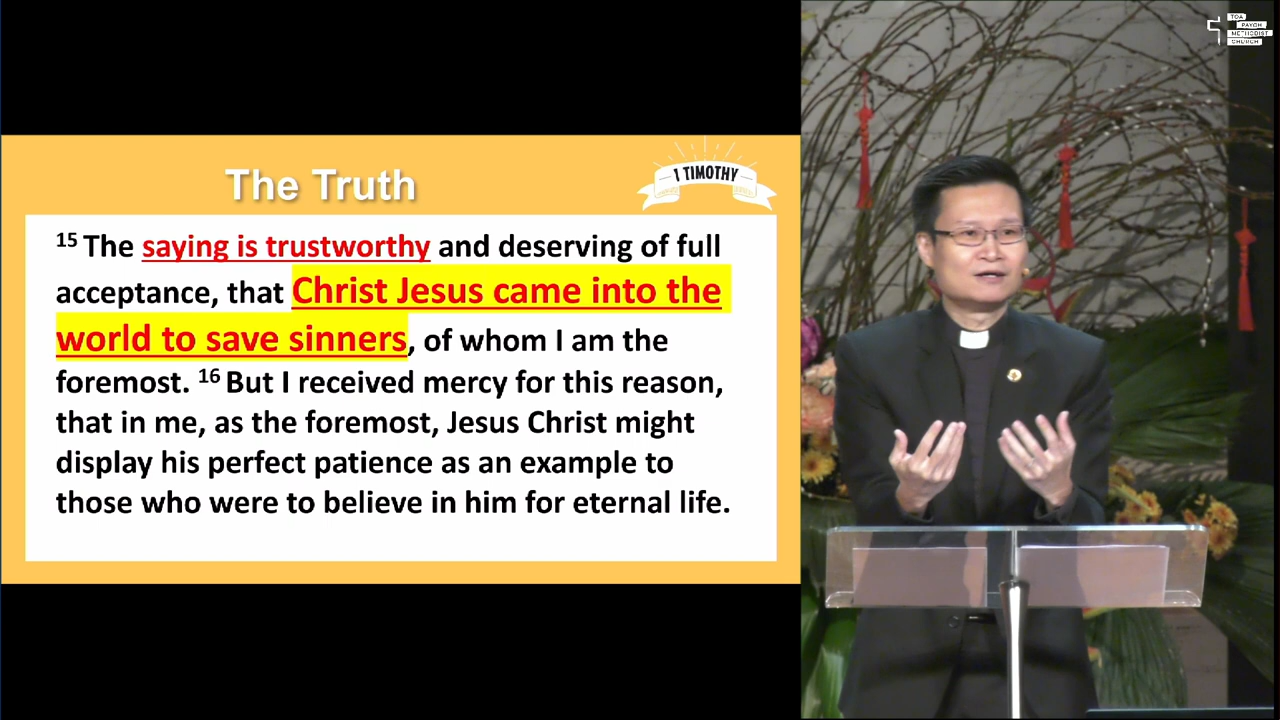 The Truth
1 TIMOTHY
15 The saying is trustworthy and deserving of full
acceptance, that Christ Jesus came into the
world to save sinners, of whom I am the
foremost. 16 But I received mercy for this reason,
that in me, as the foremost, Jesus Christ might
display his perfect patience as an example to
those who were to believe in him for eternal life.
TOA
PAYOH
METHODIST
CHURCH